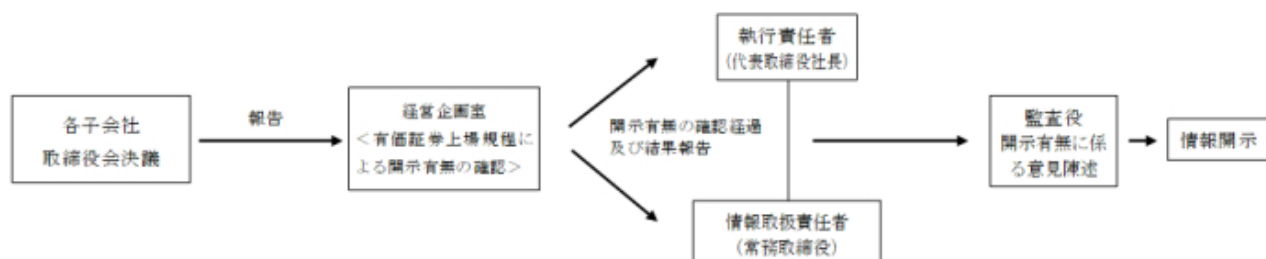 各子会社
取締役会決議
報告
経営企画室
＜有価証券上場規程に
よる開示有無の確認＞
執行責任者
(代表取締役社長)
開示有無の確認経過
及び結果報告
情報取扱責任者
(常務取締役)
監査役
開示有無に係
る意見陳述
情報開示